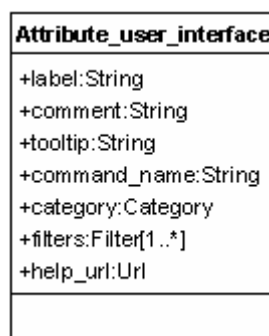 Attribute_user_interface
+label:String
+comment:String
+tooltip:String
+command_name:String
+category:Category
+filters:Filter[1..*]
+help_url:Url